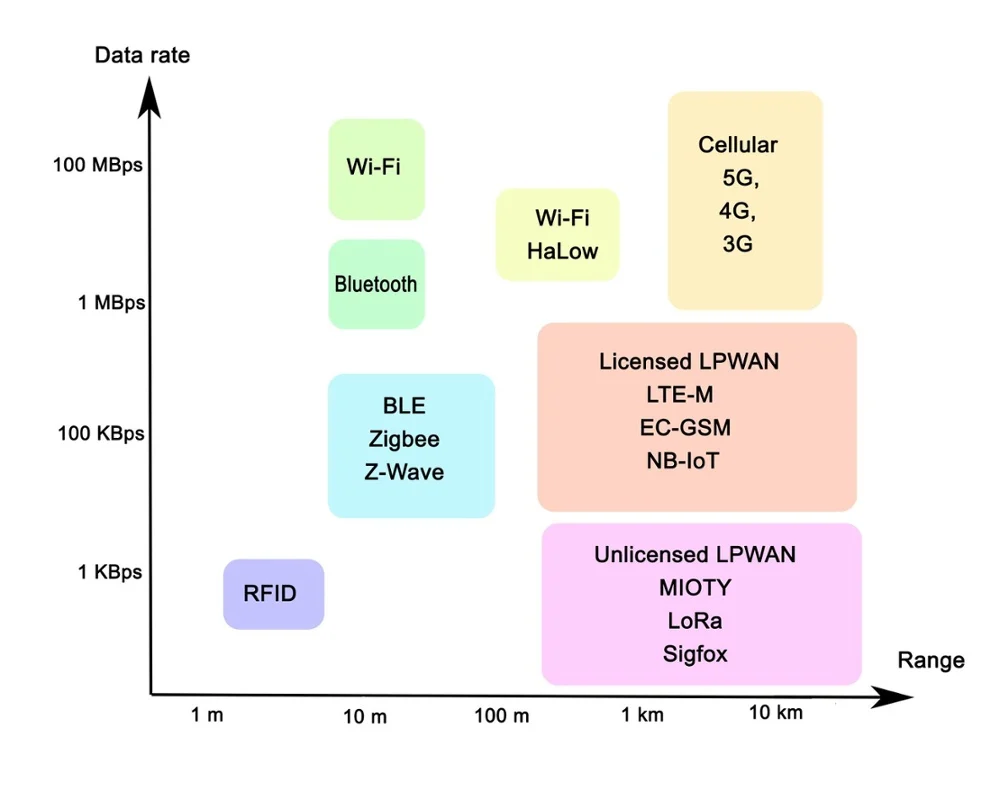 Data rate
100 MBps
1 MBps
100 KBps
1 KBps
Wi-Fi
Bluetooth
BLE
Zigbee
Z-Wave
RFID
Wi-Fi
HaLow
Cellular
5G,
4G,
3G
Licensed LPWAN
LTE-M
EC-GSM
NB-IoT
Unlicensed LPWAN
MIOTY
LoRa
Sigfox
Range
1 m
10 m
100 m
1 km
10 km